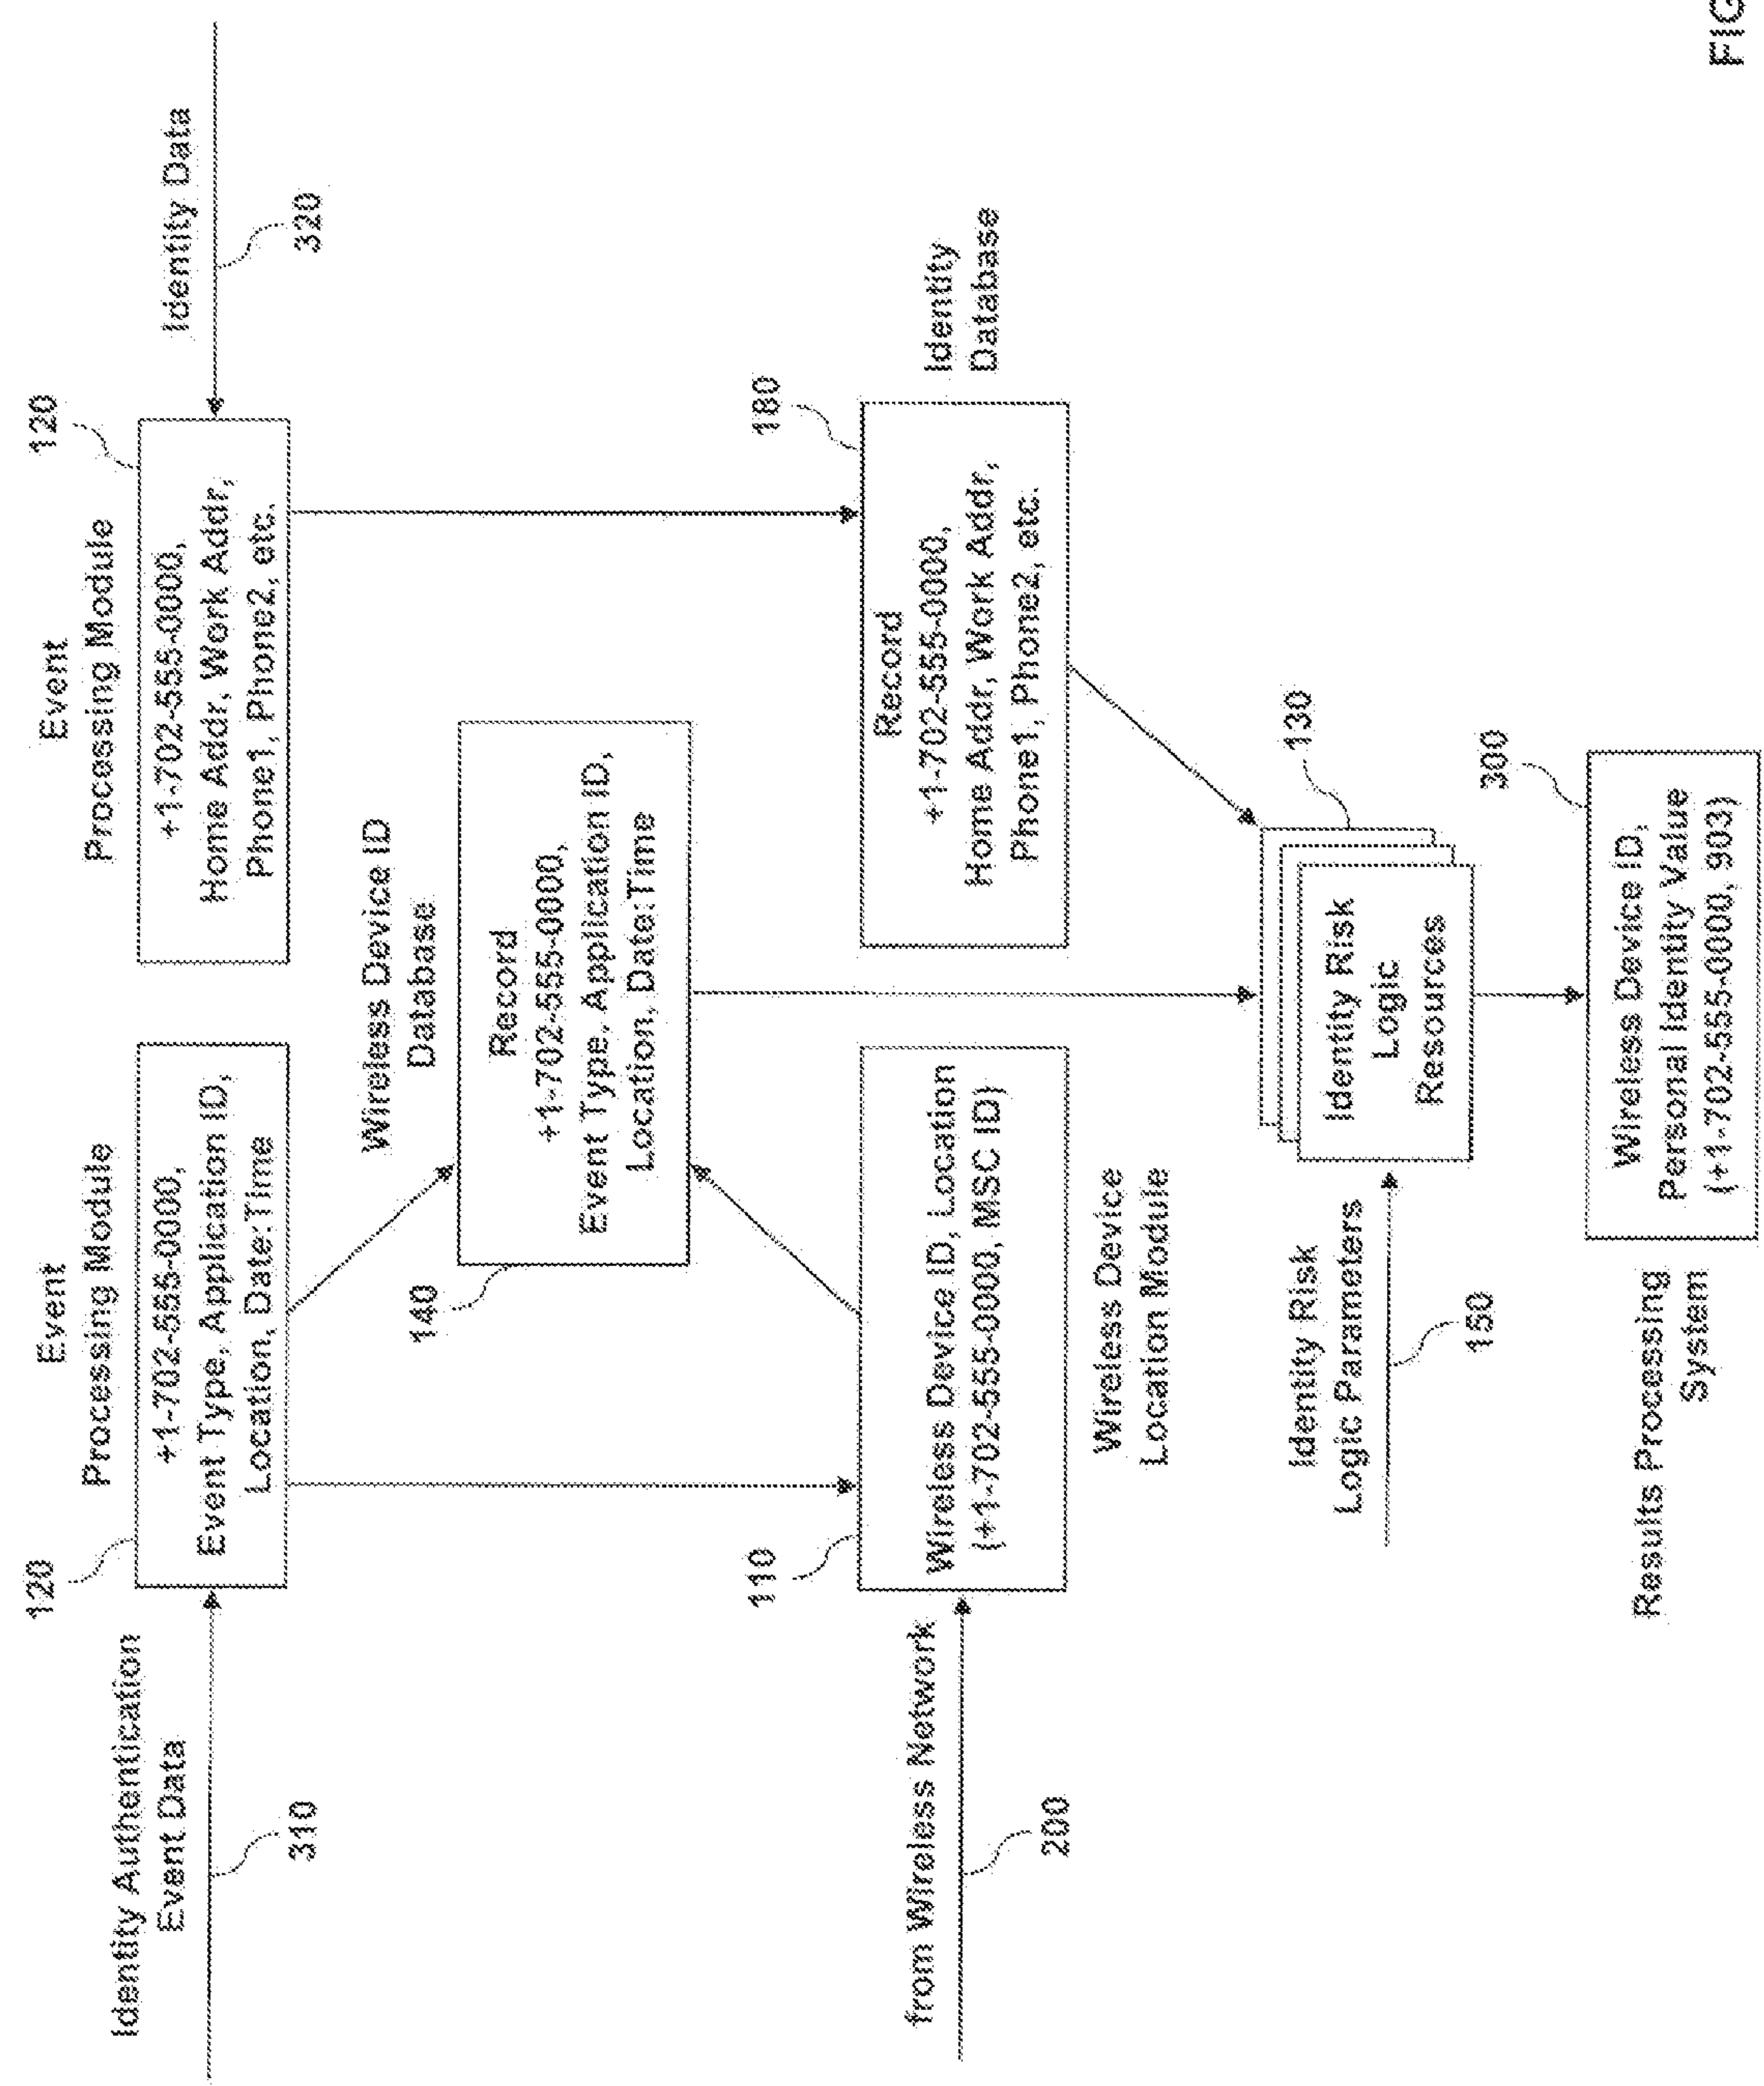 Identity Authentication
Event Data
310
120
Event
Processing Module
+1-702-555-0000,
Event Type, Application ID,
Location, Date:Time
Event
Processing Module
120
+1-702-555-0000,
Home Addr, Work Addr,
Phone1, Phone2, etc.
Identity Data
320
Wireless Device ID
Database
140
Record
+1-702-555-0000,
Event Type, Application ID,
Location, Date:Time
from Wireless Network
200
110
Wireless Device ID, Location
(+1-702-555-0000, MSC ID)
Wireless Device
Location Module
180
Record
+1-702-555-0000,
Home Addr, Work Addr,
Phone1, Phone2, etc.
Identity
Database
Identity Risk
Logic Parameters
150
130
Identity Risk
Logic
Resources
Results Processing
System
300
Wireless Device ID,
Personal Identity Value
(+1-702-555-0000, 903)
FIG